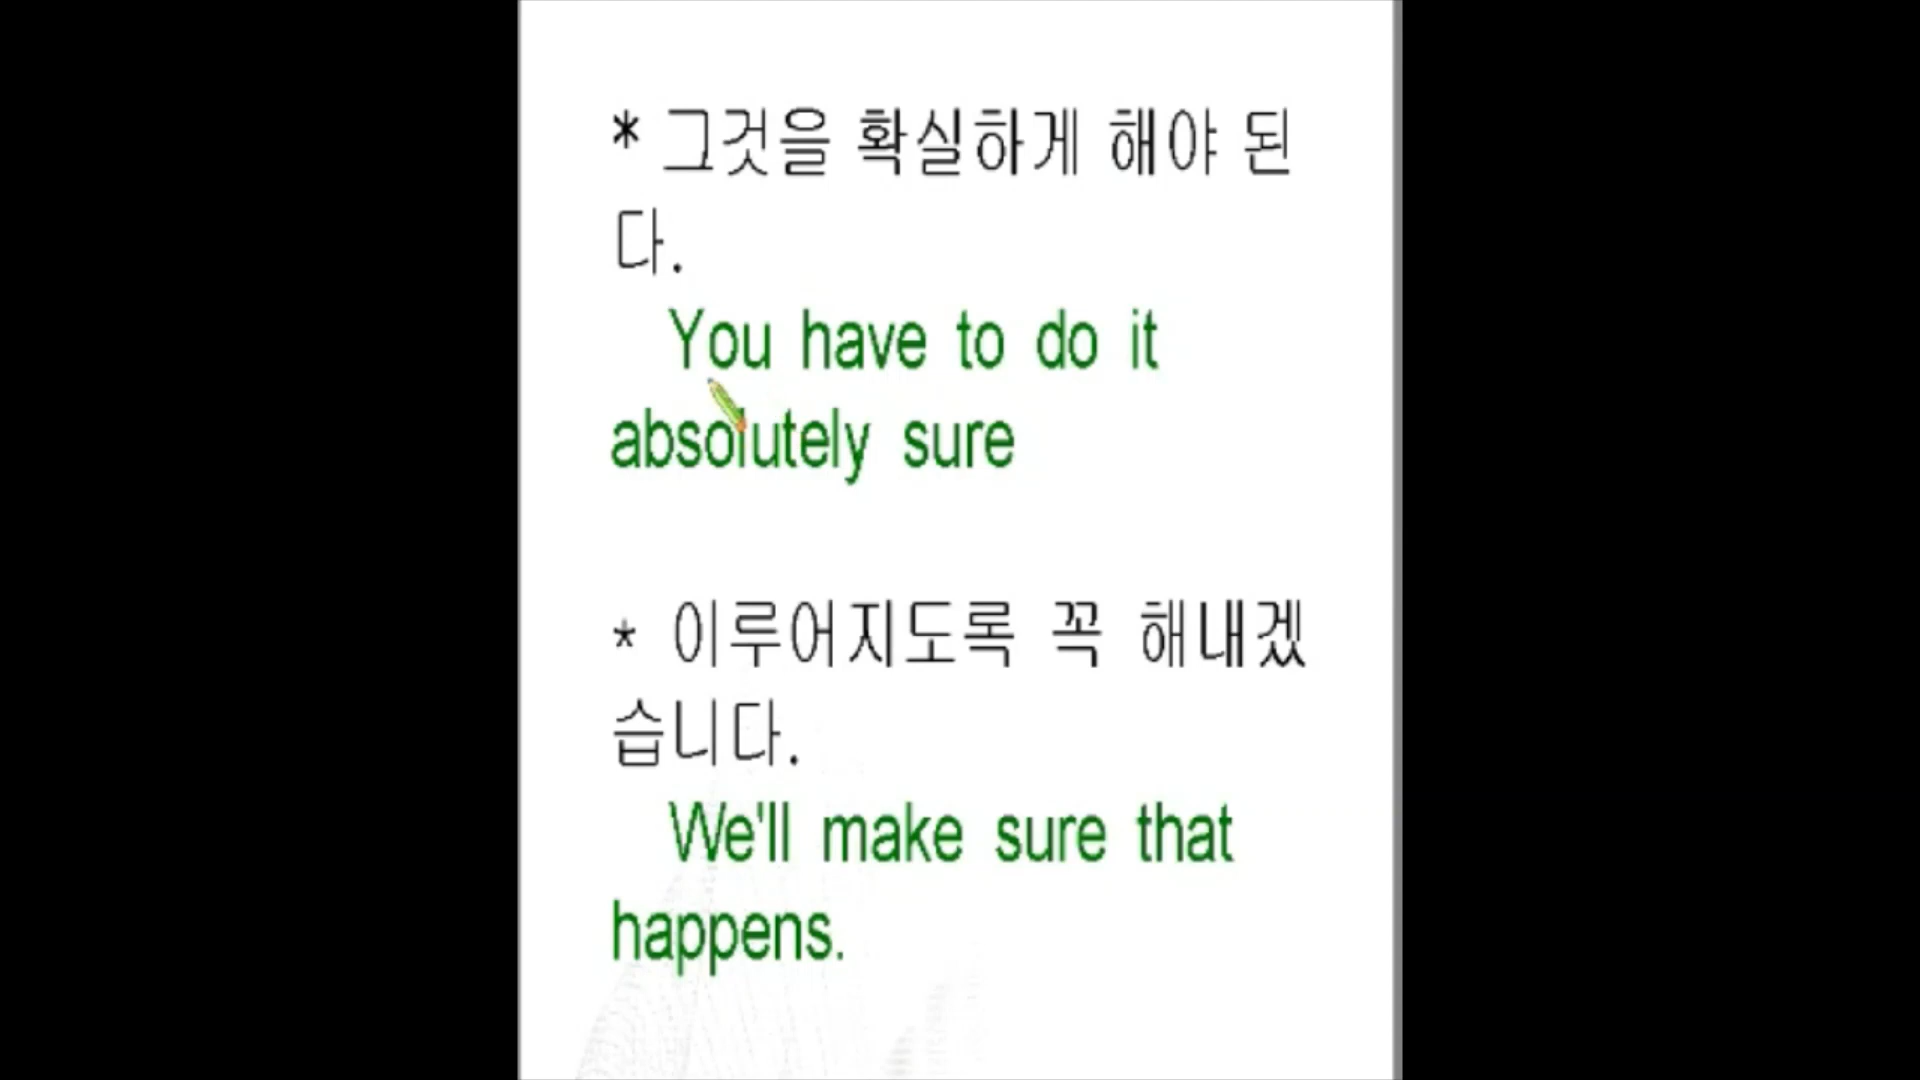 * 그것을 확실하게 해야 된
다.
You have to do it
absolutely sure
* 이루어지도록 꼭 해내겠
습니다.
We'll make sure that
happens.